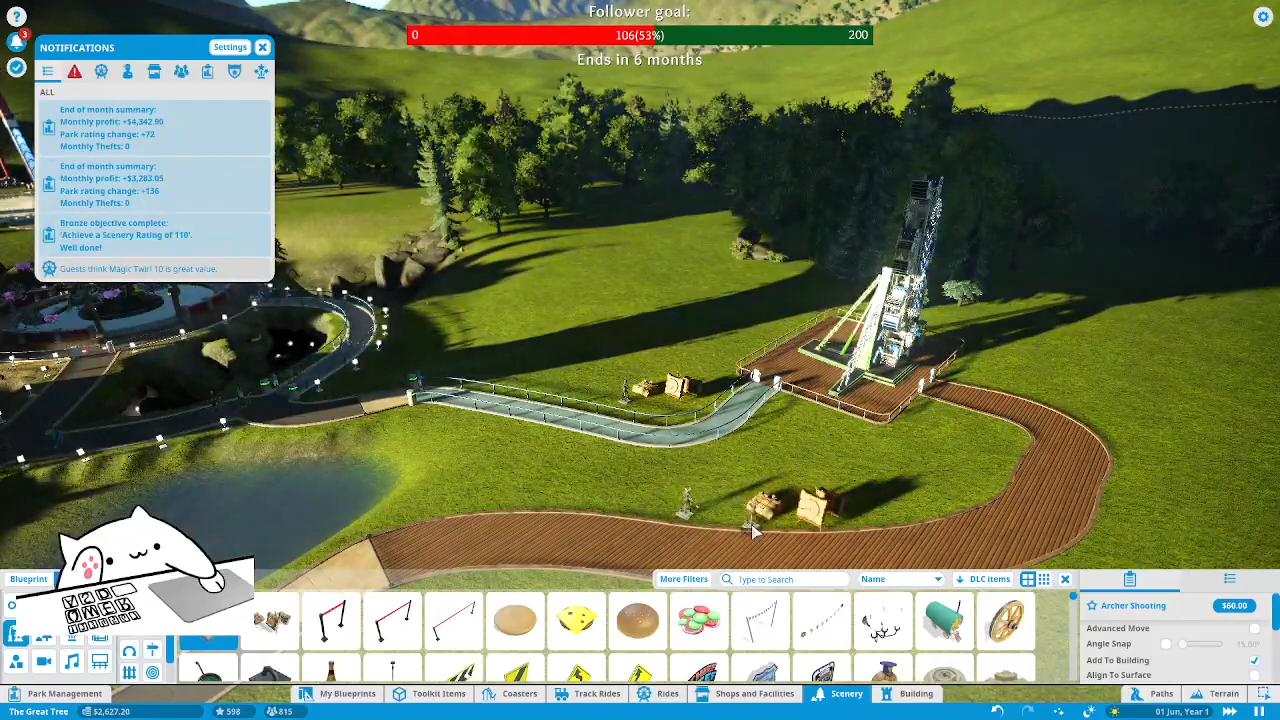 Follower goal:
0 106(53%) 200
Ends in 6 months
3
NOTIFICATIONS Settings
ALL
End of month summary:
Monthly profit: +$4,342.90
Park rating change: +72
Monthly Thefts: 0
End of month summary:
Monthly profit: +$3,283.05
Park rating change: +136
Monthly Thefts: 0
Bronze objective complete:
'Achieve a Scenery Rating of 110'.
Well done!
Guests think Magic Twirl 10 is great value.
Blueprint
More Filters Type to Search Name DLC items
Archer Shooting $60.00
Advanced Move
Angle Snap 15.00°
Add To Building
Align To Surface
Park Management My Blueprints Toolkit Items Coasters Track Rides Rides Shops and Facilities Scenery Building Paths Terrain
The Great Tree $2,627.20 598 815 01 Jun, Year 1